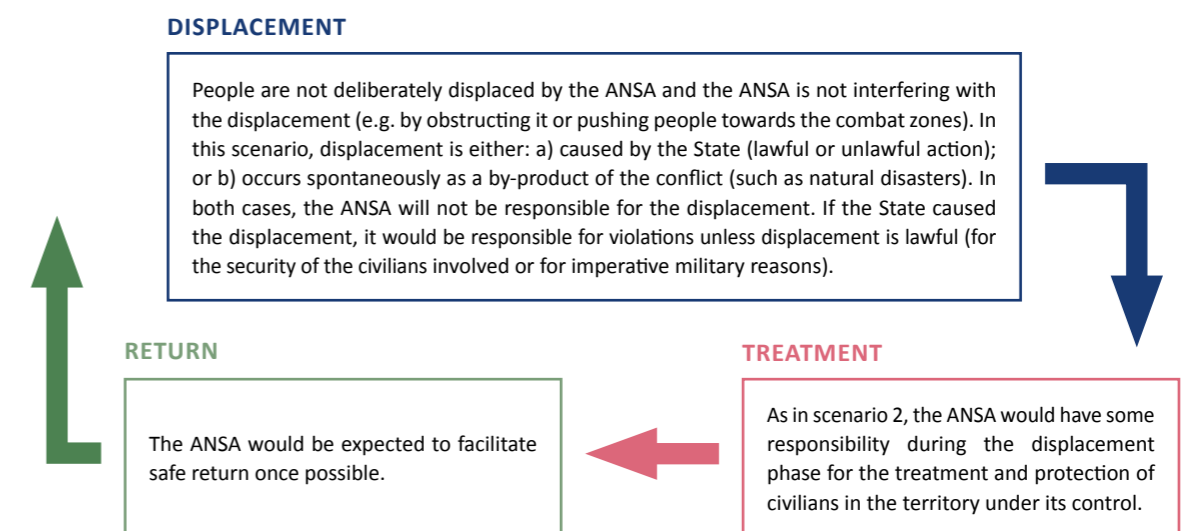 DISPLACEMENT
People are not deliberately displaced by the ANSA and the ANSA is not interfering with
the displacement (e.g. by obstructing it or pushing people towards the combat zones). In
this scenario, displacement is either: a) caused by the State (lawful or unlawful action);
or b) occurs spontaneously as a by-product of the conflict (such as natural disasters). In
both cases, the ANSA will not be responsible for the displacement. If the State caused
the displacement, it would be responsible for violations unless displacement is lawful (for
the security of the civilians involved or for imperative military reasons).
RETURN
The ANSA would be expected to facilitate
safe return once possible.
TREATMENT
As in scenario 2, the ANSA would have some
responsibility during the displacement
phase for the treatment and protection of
civilians in the territory under its control.